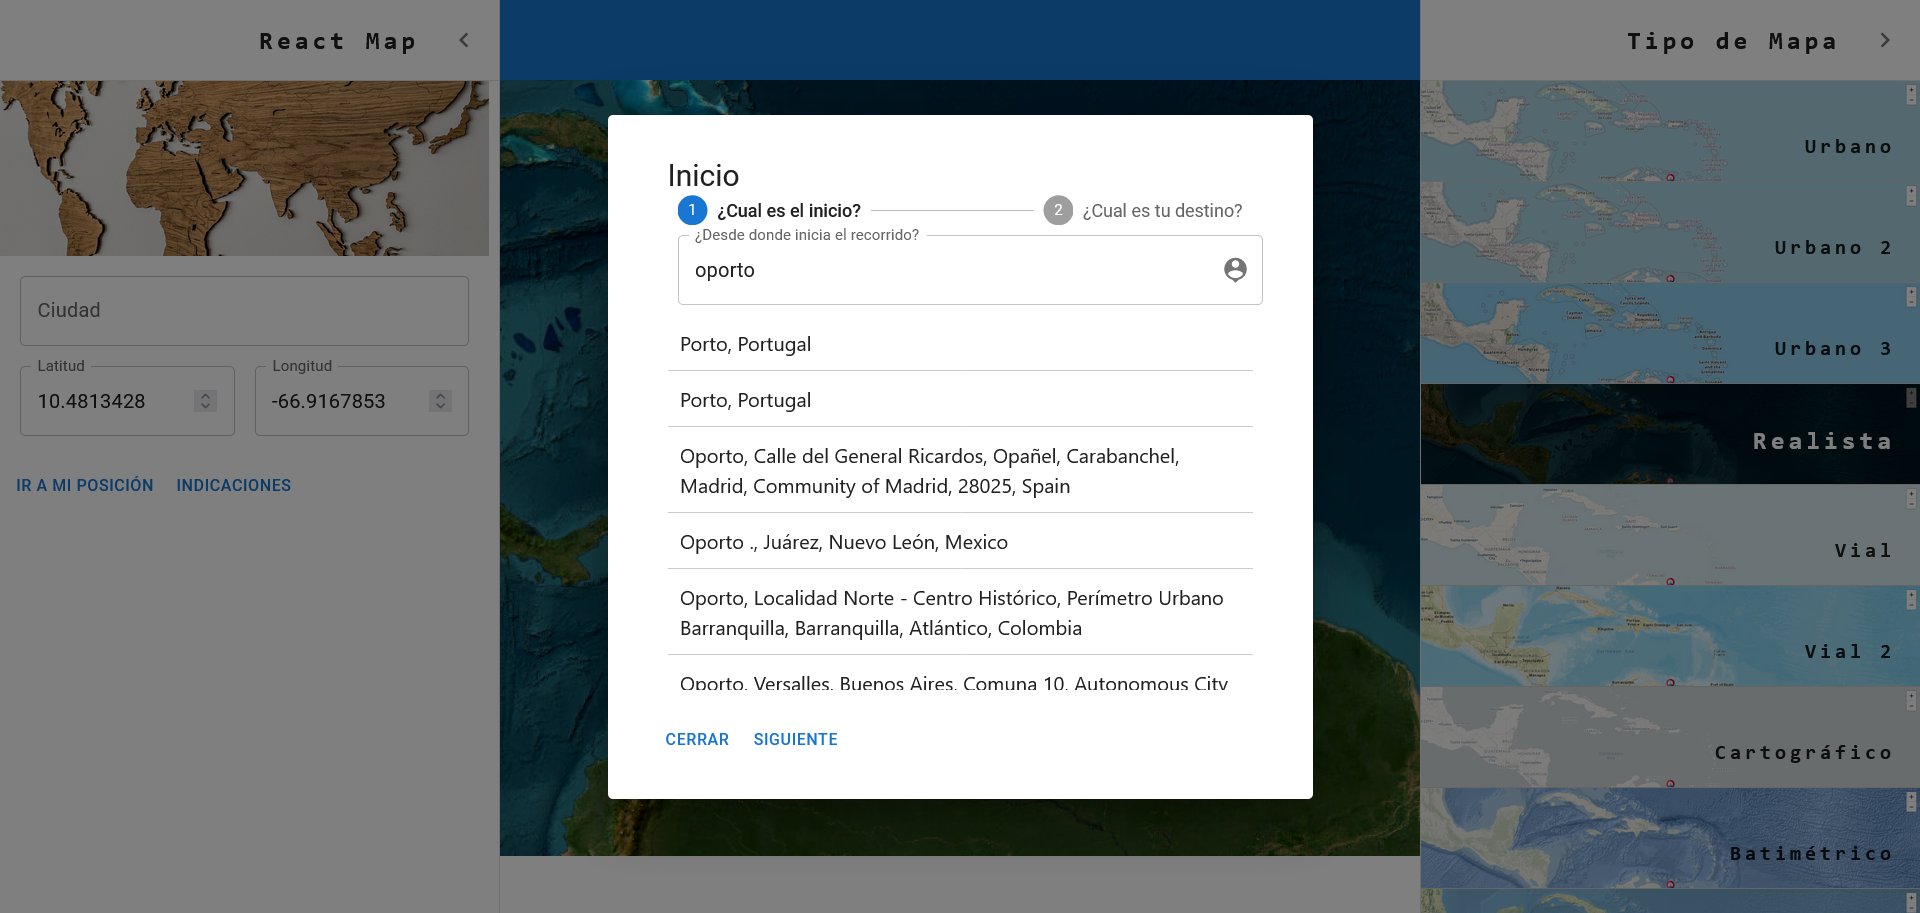 React Map
Ciudad
Latitud
10.4813428
Longitud
-66.9167853
IR A MI POSICIÓN
INDICACIONES
Inicio
1
¿Cual es el inicio?
2
¿Cual es tu destino?
¿Desde donde inicia el recorrido?
oporto
Porto, Portugal
Porto, Portugal
Oporto, Calle del General Ricardos, Opañel, Carabanchel,
Madrid, Community of Madrid, 28025, Spain
Oporto ., Juárez, Nuevo León, Mexico
Oporto, Localidad Norte - Centro Histórico, Perímetro Urbano
Barranquilla, Barranquilla, Atlántico, Colombia
Oporto, Versalles, Buenos Aires, Comuna 10, Autonomous City
CERRAR
SIGUIENTE
Tipo de Mapa
Urbano
Urbano 2
Urbano 3
Realista
Vial
Vial 2
Cartográfico
Batimétrico